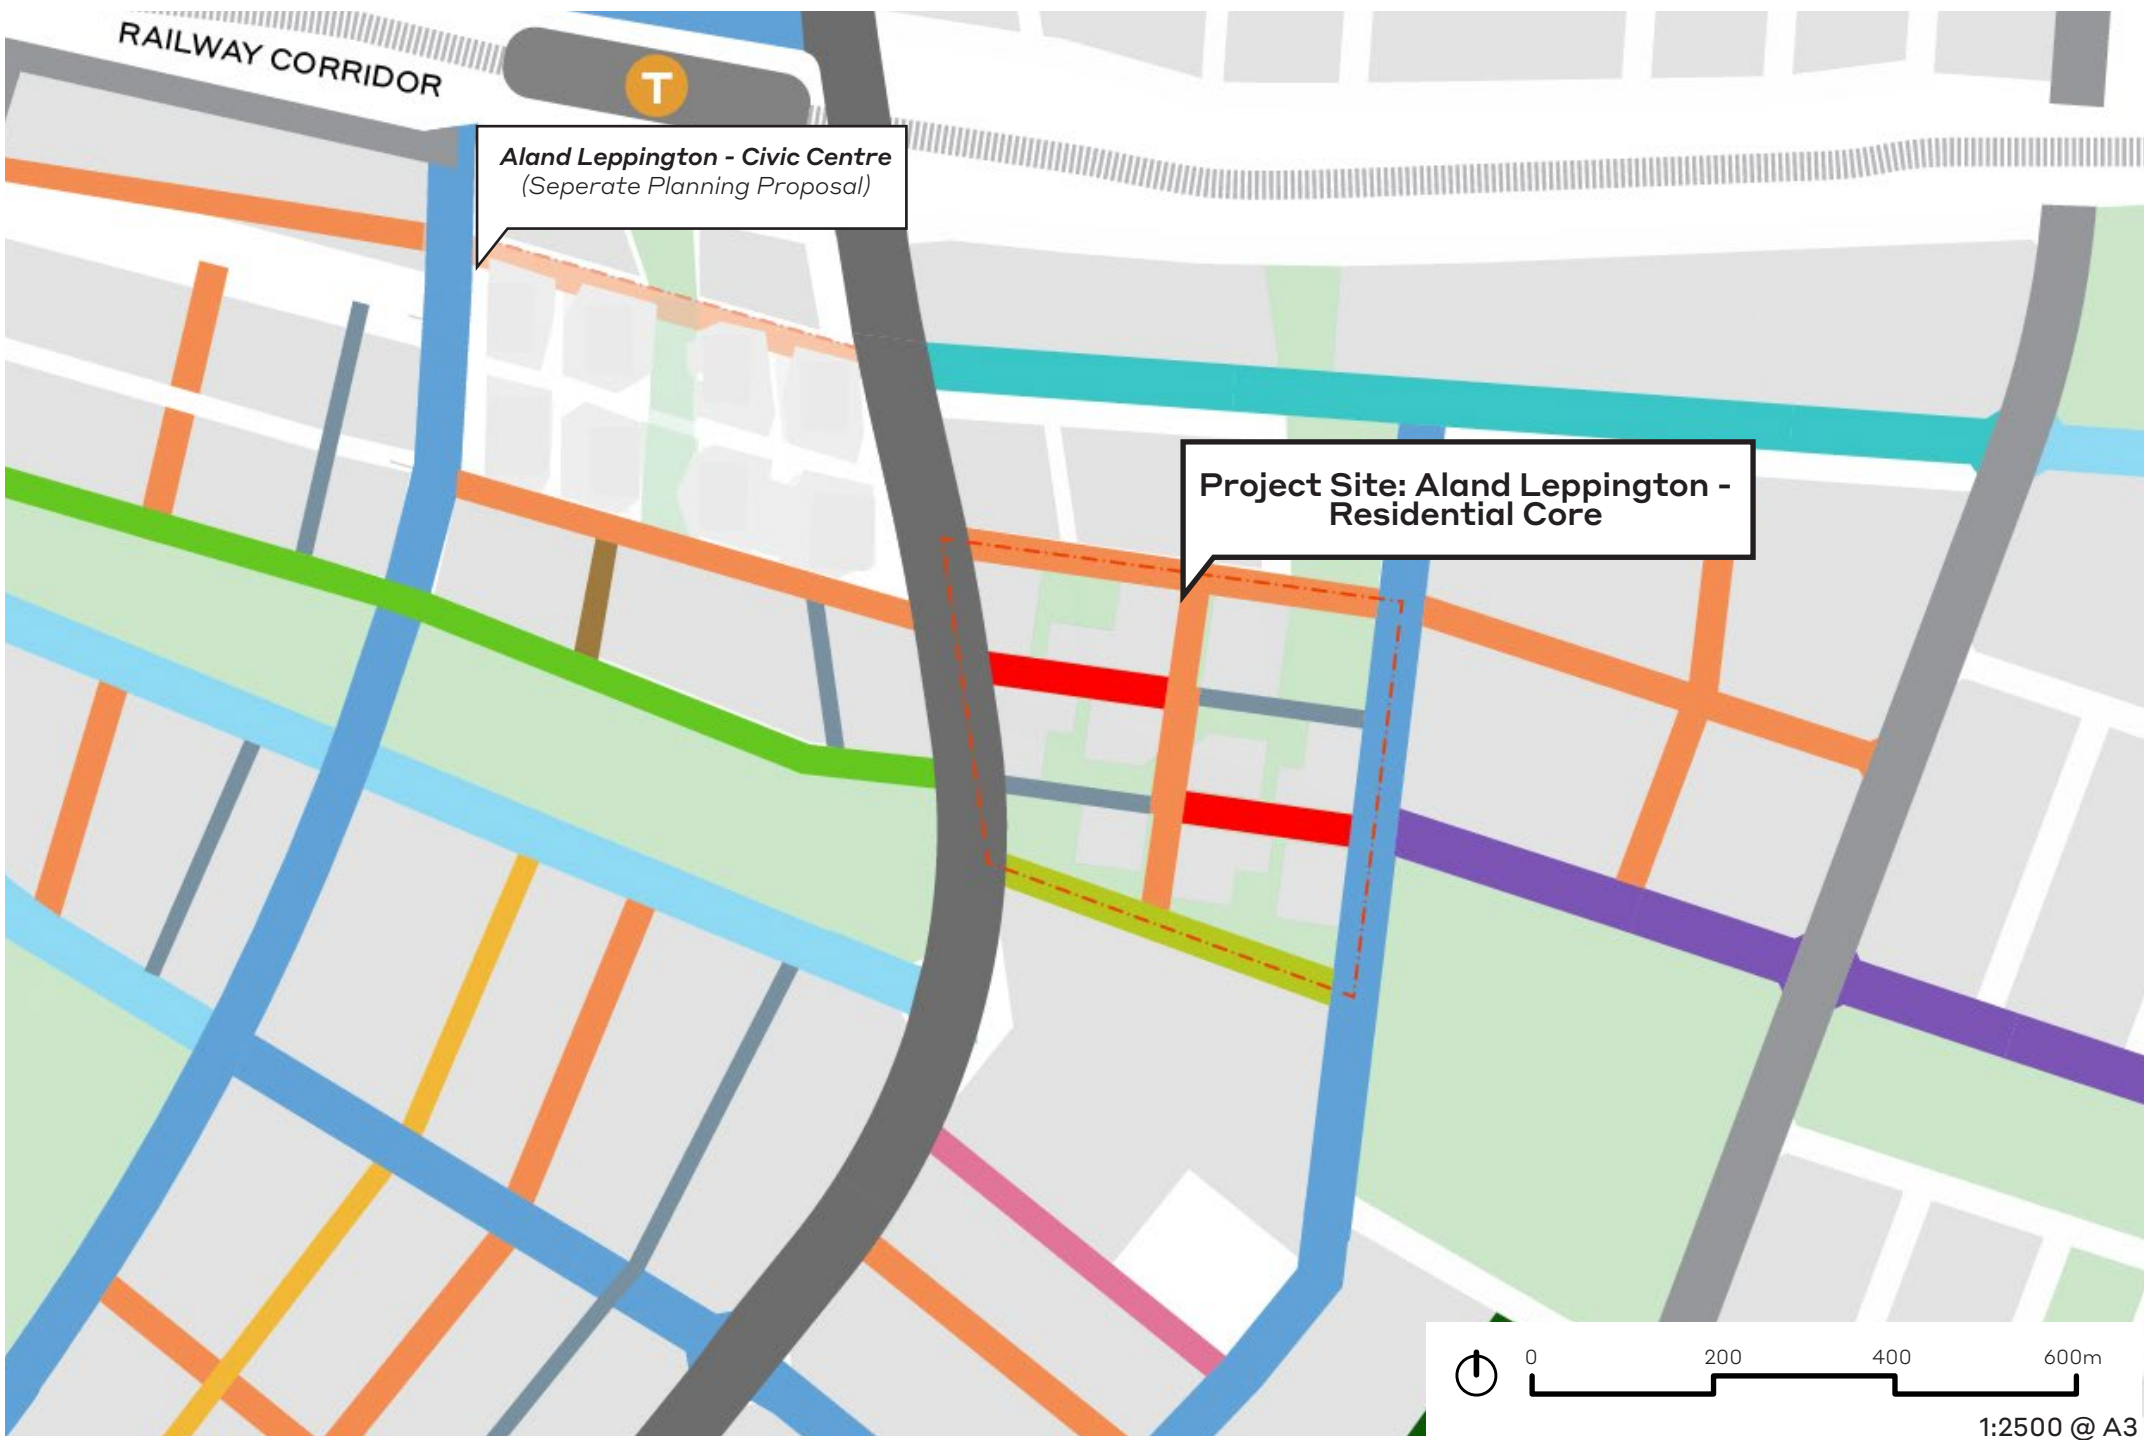 RAILWAY CORRIDOR
T
Aland Leppington - Civic Centre
(Seperate Planning Proposal)
Project Site: Aland Leppington -
Residential Core
0 200 400 600m
1:2500 @ A3